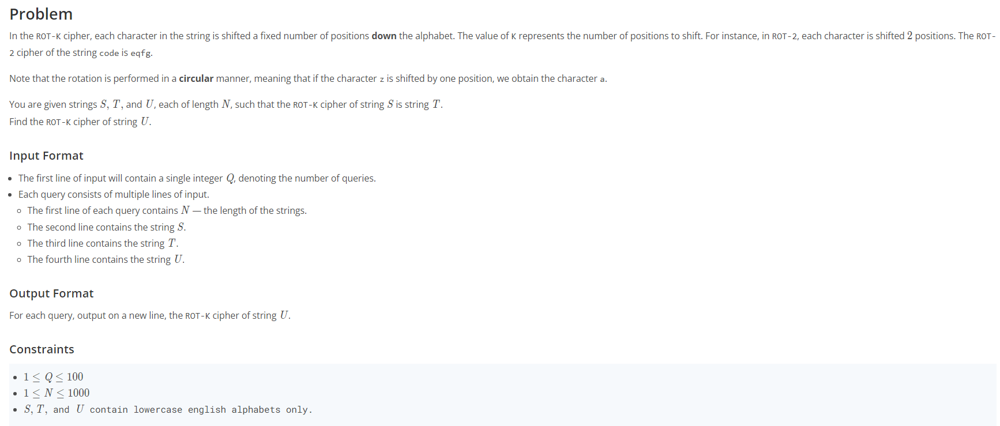 Problem
In the ROT-K cipher, each character in the string is shifted a fixed number of positions down the alphabet. The value of K represents the number of positions to shift. For instance, in ROT-2, each character is shifted 2 positions. The ROT-
2 cipher of the string code is eqfg.
Note that the rotation is performed in a circular manner, meaning that if the character z is shifted by one position, we obtain the character a.
You are given strings S, T, and U, each of length N, such that the ROT-K cipher of string S is string T.
Find the ROT-K cipher of string U.
Input Format
• The first line of input will contain a single integer Q, denoting the number of queries.
• Each query consists of multiple lines of input.
◦ The first line of each query contains N — the length of the strings.
◦ The second line contains the string S.
◦ The third line contains the string T.
◦ The fourth line contains the string U.
Output Format
For each query, output on a new line, the ROT-K cipher of string U.
Constraints
• 1 ≤ Q ≤ 100
• 1 ≤ N ≤ 1000
• S, T, and U contain lowercase english alphabets only.